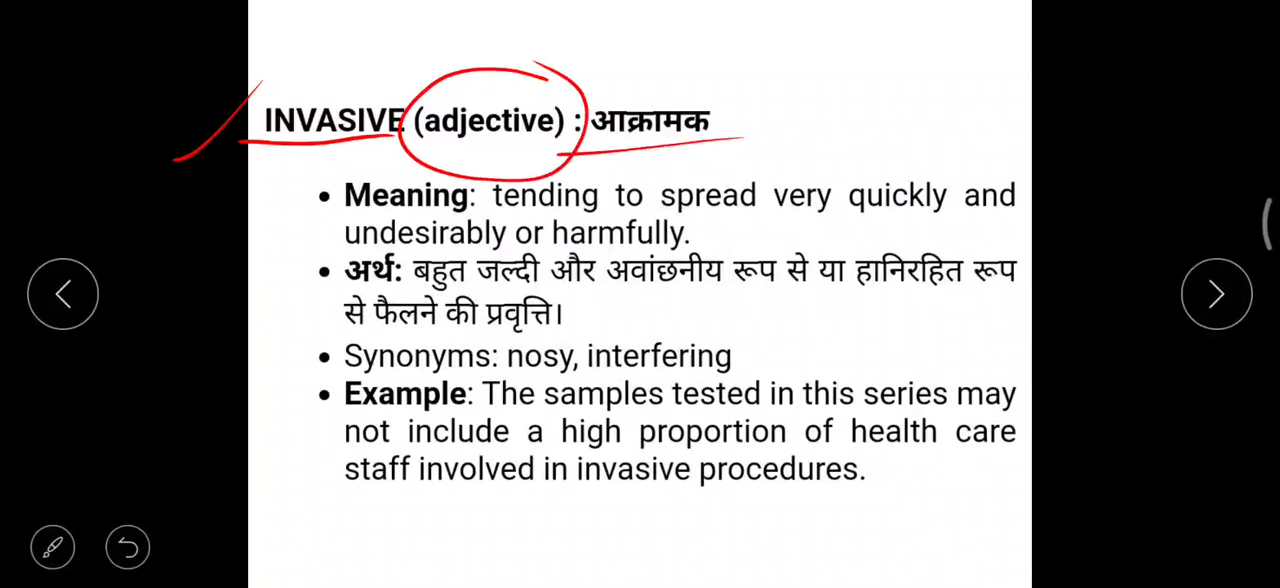 INVASIVE (adjective) : आक्रामक
• Meaning: tending to spread very quickly and
undesirably or harmfully.
• अर्थ: बहुत जल्दी और अवांछनीय रूप से या हानिरहित रूप
से फैलने की प्रवृत्ति।
• Synonyms: nosy, interfering
• Example: The samples tested in this series may
not include a high proportion of health care
staff involved in invasive procedures.